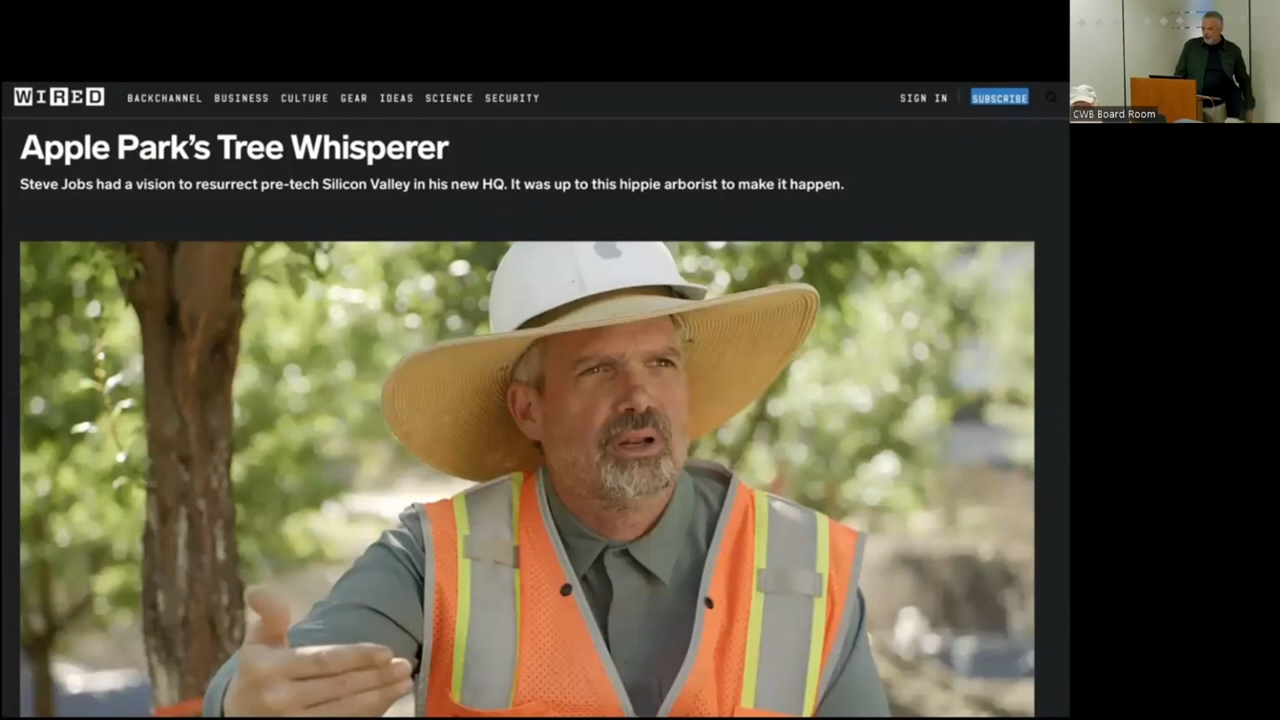 WIRED
BACKCHANNEL BUSINESS CULTURE GEAR IDEAS SCIENCE SECURITY
SIGN IN
SUBSCRIBE
Apple Park's Tree Whisperer
Steve Jobs had a vision to resurrect pre-tech Silicon Valley in his new HQ. It was up to this hippie arborist to make it happen.
CWB Board Room